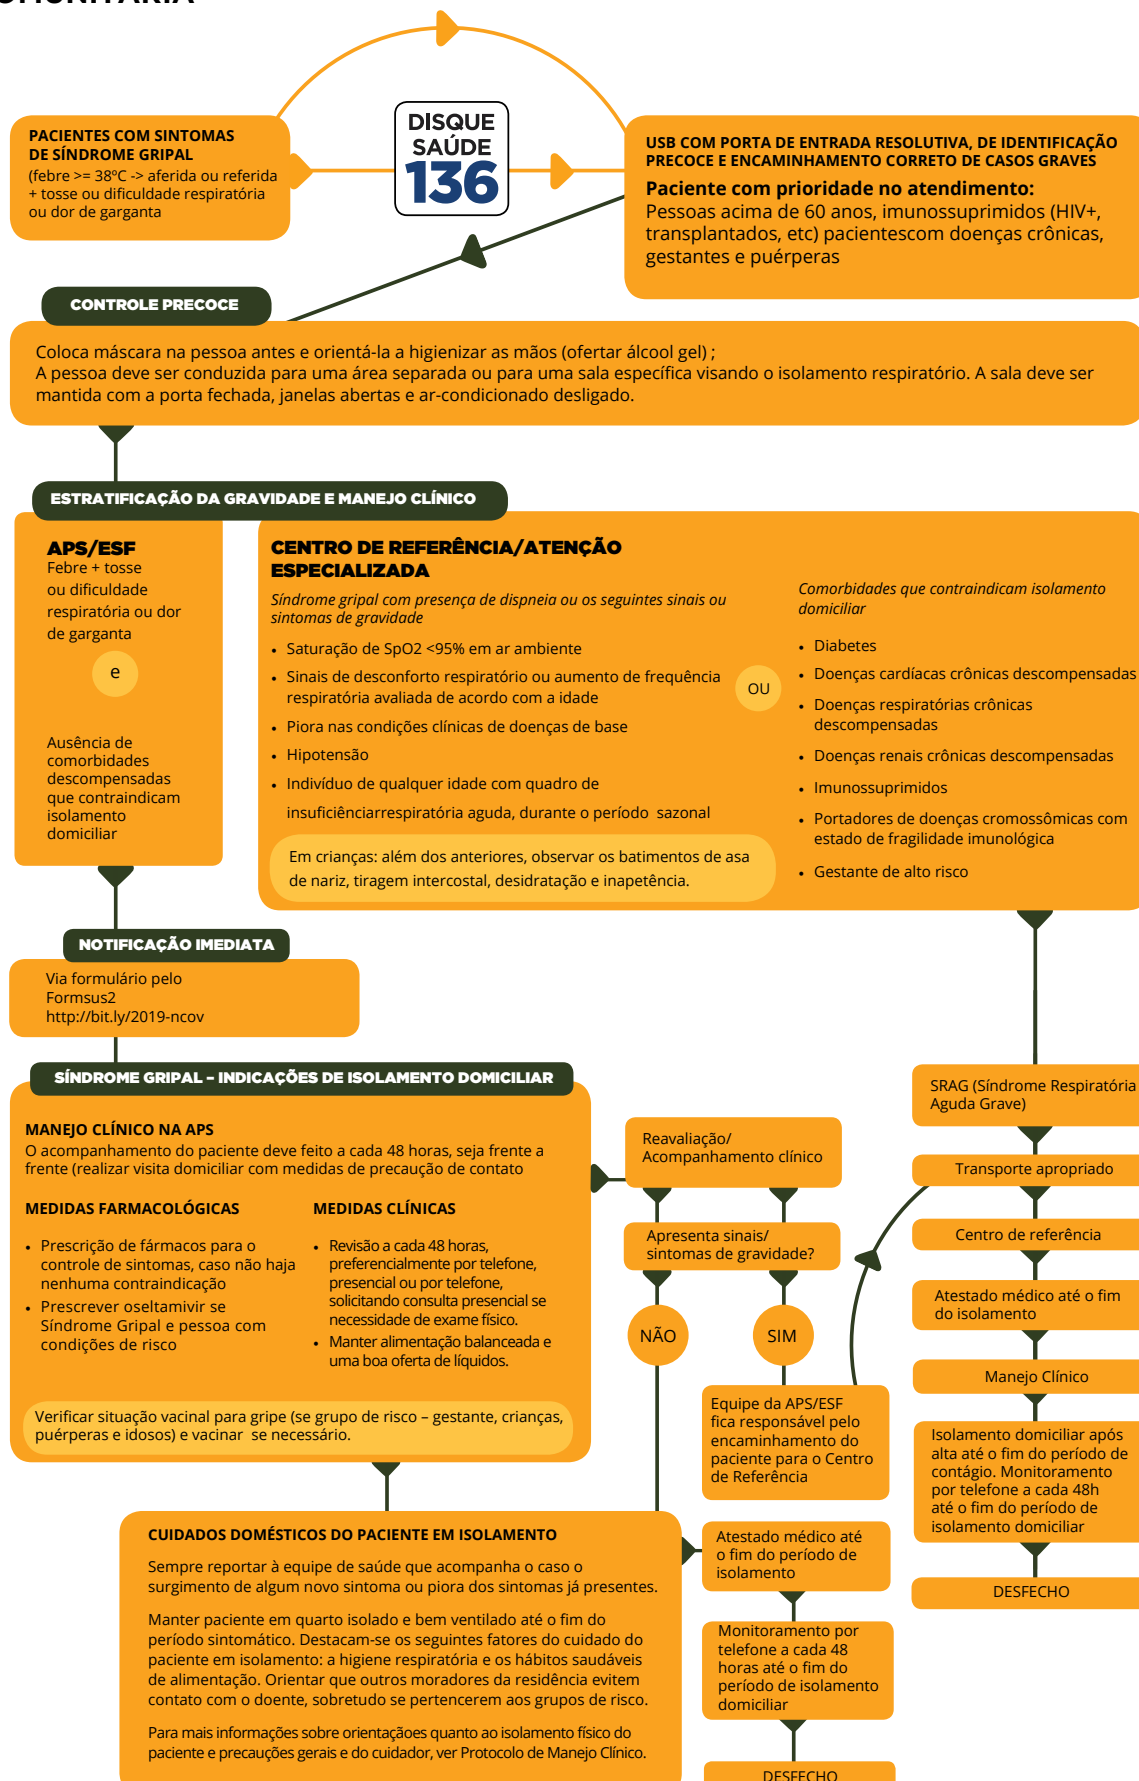 OMUNITÁRIA
PACIENTES COM SINTOMAS
DE SÍNDROME GRIPAL
(febre >= 38ºC -> aferida ou referida
+ tosse ou dificuldade respiratória
ou dor de garganta
DISQUE
SAÚDE
136
USB COM PORTA DE ENTRADA RESOLUTIVA, DE IDENTIFICAÇÃO
PRECOCE E ENCAMINHAMENTO CORRETO DE CASOS GRAVES
Paciente com prioridade no atendimento:
Pessoas acima de 60 anos, imunossuprimidos (HIV+,
transplantados, etc) pacientescom doenças crônicas,
gestantes e puérperas
CONTROLE PRECOCE
Coloca máscara na pessoa antes e orientá-la a higienizar as mãos (ofertar álcool gel) ;
A pessoa deve ser conduzida para uma área separada ou para uma sala específica visando o isolamento respiratório. A sala deve ser
mantida com a porta fechada, janelas abertas e ar-condicionado desligado.
ESTRATIFICAÇÃO DA GRAVIDADE E MANEJO CLÍNICO
APS/ESF
Febre + tosse
ou dificuldade
respiratória ou dor
de garganta
e
Ausência de
comorbidades
descompensadas
que contraindicam
isolamento
domiciliar
CENTRO DE REFERÊNCIA/ATENÇÃO
ESPECIALIZADA
Síndrome gripal com presença de dispneia ou os seguintes sinais ou
sintomas de gravidade
• Saturação de SpO2 <95% em ar ambiente
• Sinais de desconforto respiratório ou aumento de frequência
respiratória avaliada de acordo com a idade
• Piora nas condições clínicas de doenças de base
• Hipotensão
• Indivíduo de qualquer idade com quadro de
insuficiênciarrespiratória aguda, durante o período sazonal
Em crianças: além dos anteriores, observar os batimentos de asa
de nariz, tiragem intercostal, desidratação e inapetência.
OU
Comorbidades que contraindicam isolamento
domiciliar
• Diabetes
• Doenças cardíacas crônicas descompensadas
• Doenças respiratórias crônicas
descompensadas
• Doenças renais crônicas descompensadas
• Imunossuprimidos
• Portadores de doenças cromossômicas com
estado de fragilidade imunológica
• Gestante de alto risco
NOTIFICAÇÃO IMEDIATA
Via formulário pelo
Formsus2
http://bit.ly/2019-ncov
SÍNDROME GRIPAL – INDICAÇÕES DE ISOLAMENTO DOMICILIAR
MANEJO CLÍNICO NA APS
O acompanhamento do paciente deve feito a cada 48 horas, seja frente a
frente (realizar visita domiciliar com medidas de precaução de contato
MEDIDAS FARMACOLÓGICAS
• Prescrição de fármacos para o
controle de sintomas, caso não haja
nenhuma contraindicação
• Prescrever oseltamivir se
Síndrome Gripal e pessoa com
condições de risco
MEDIDAS CLÍNICAS
• Revisão a cada 48 horas,
preferencialmente por telefone,
presencial ou por telefone,
solicitando consulta presencial se
necessidade de exame físico.
• Manter alimentação balanceada e
uma boa oferta de líquidos.
Verificar situação vacinal para gripe (se grupo de risco – gestante, crianças,
puérperas e idosos) e vacinar se necessário.
Reavaliação/
Acompanhamento clínico
Apresenta sinais/
sintomas de gravidade?
NÃO
SIM
Equipe da APS/ESF
fica responsável pelo
encaminhamento do
paciente para o Centro
de Referência
SRAG (Síndrome Respiratória
Aguda Grave)
Transporte apropriado
Centro de referência
Atestado médico até o fim
do isolamento
Manejo Clínico
Isolamento domiciliar após
alta até o fim do período de
contágio. Monitoramento
por telefone a cada 48h
até o fim do período de
isolamento domiciliar
DESFECHO
CUIDADOS DOMÉSTICOS DO PACIENTE EM ISOLAMENTO
Sempre reportar à equipe de saúde que acompanha o caso o
surgimento de algum novo sintoma ou piora dos sintomas já presentes.
Manter paciente em quarto isolado e bem ventilado até o fim do
período sintomático. Destacam-se os seguintes fatores do cuidado do
paciente em isolamento: a higiene respiratória e os hábitos saudáveis
de alimentação. Orientar que outros moradores da residência evitem
contato com o doente, sobretudo se pertencerem aos grupos de risco.
Para mais informações sobre orientaçãoes quanto ao isolamento físico do
paciente e precauções gerais e do cuidador, ver Protocolo de Manejo Clínico.
Atestado médico até
o fim do período de
isolamento
Monitoramento por
telefone a cada 48
horas até o fim do
período de isolamento
domiciliar
DESFECHO